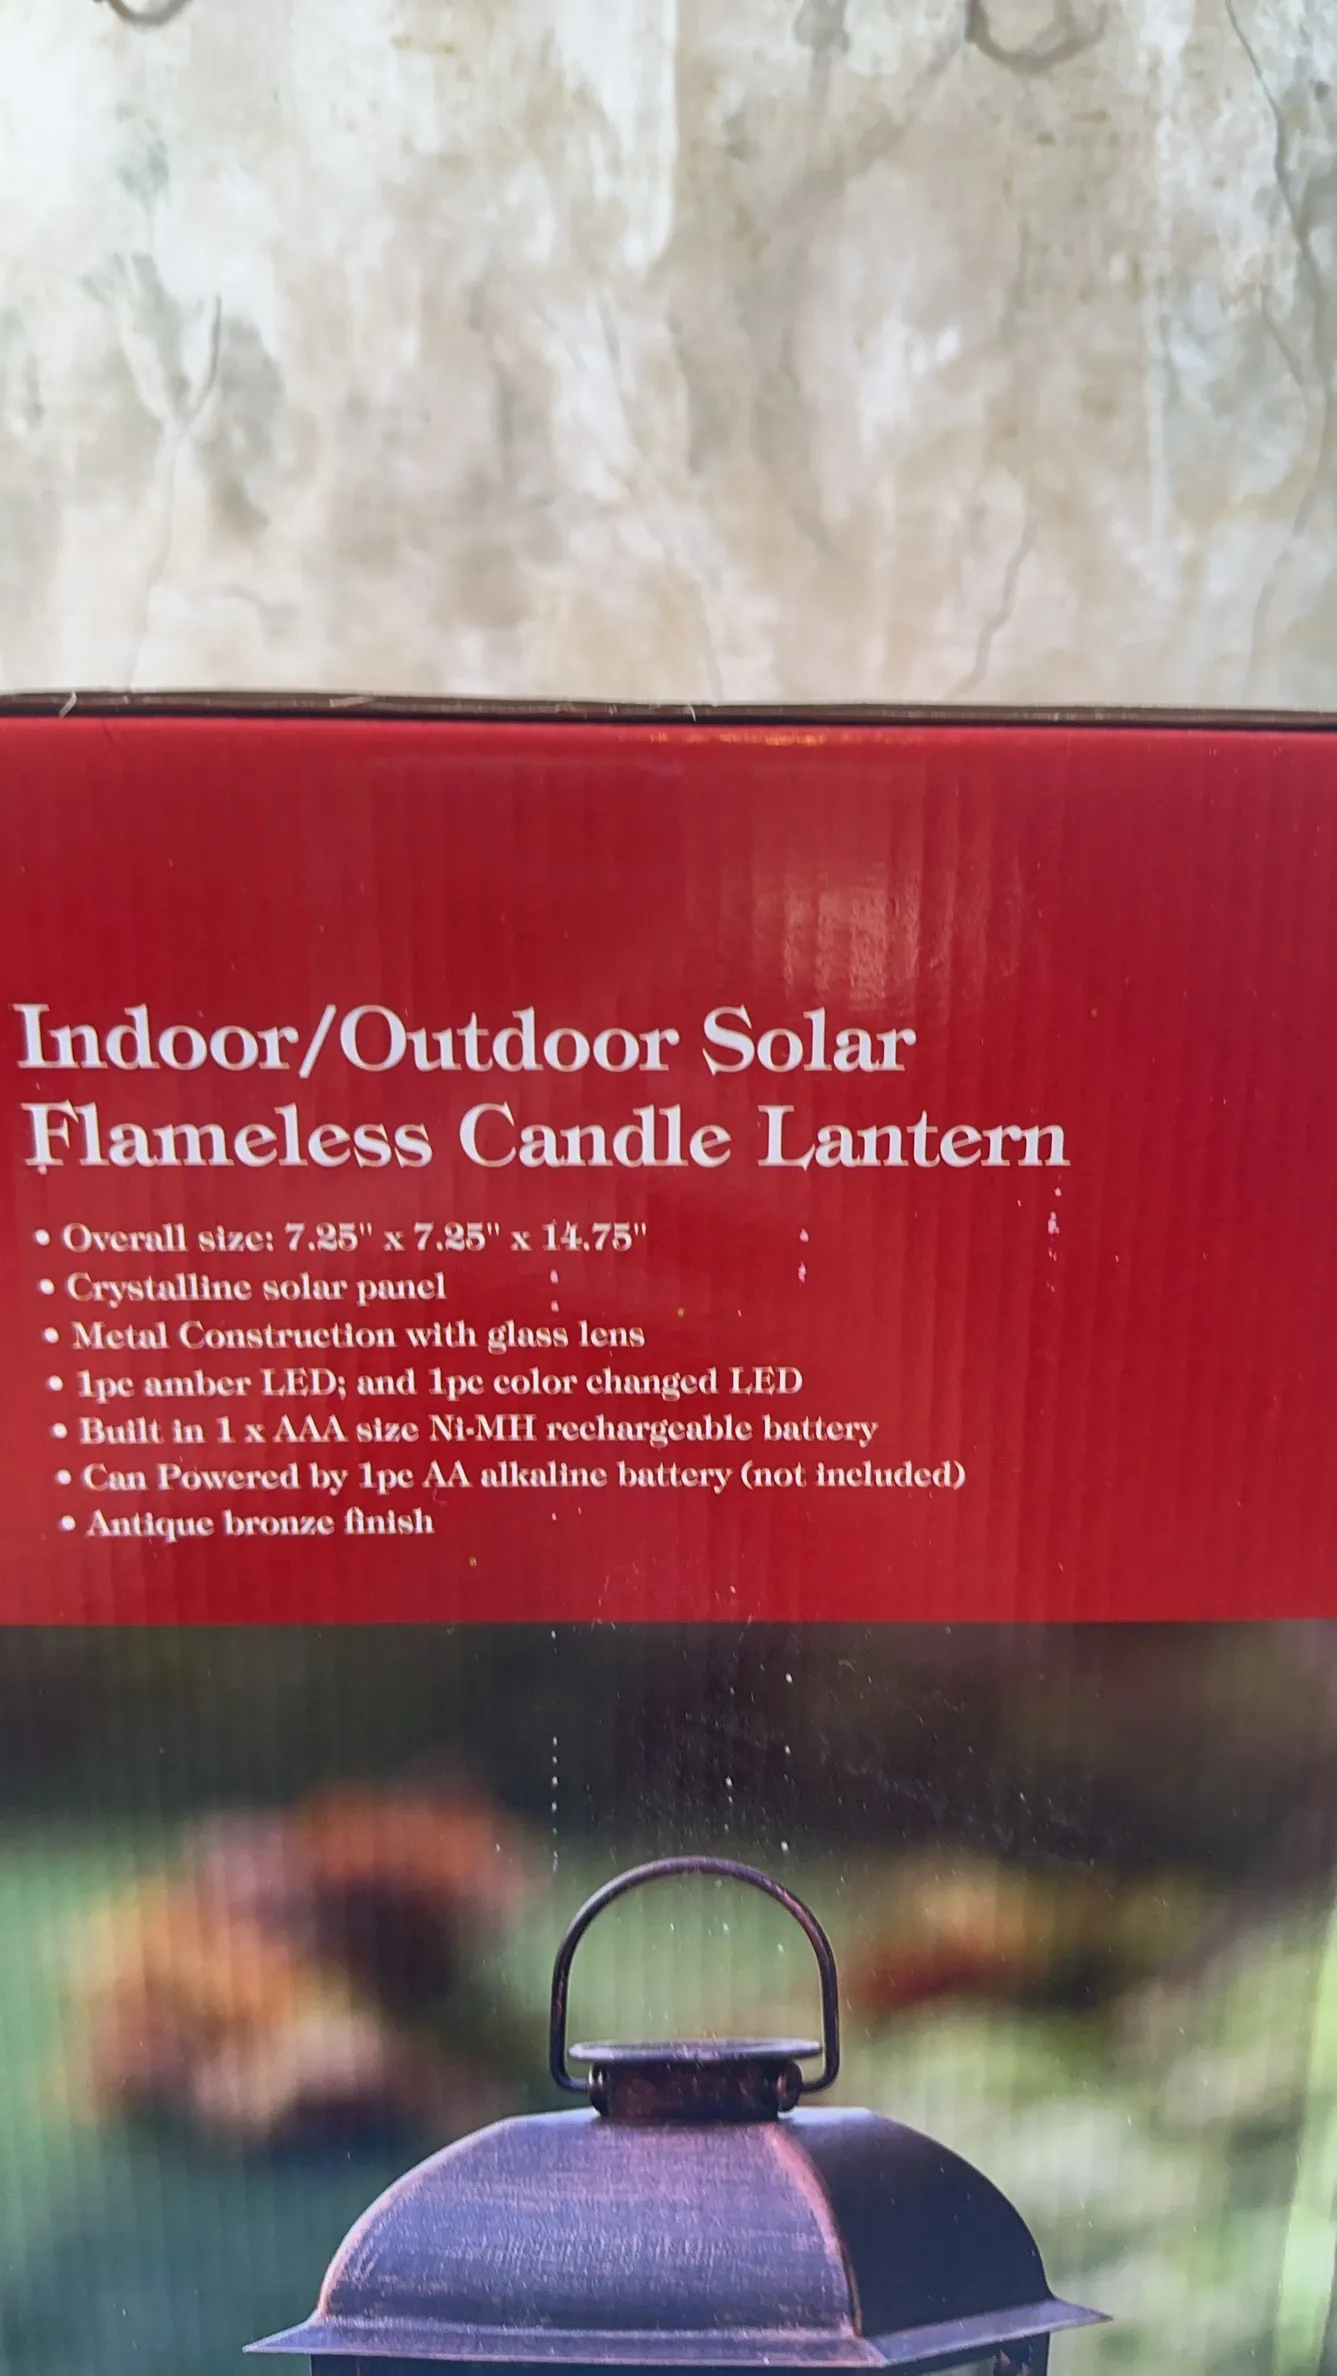 Indoor/Outdoor Solar
Flameless Candle Lantern
• Overall size: 7.25" x 7.25" x 14.75"
• Crystalline solar panel
• Metal Construction with glass lens
• 1pc amber LED; and 1pc color changed LED
• Built in 1 x AAA size Ni-MH rechargeable battery
• Can Powered by 1pc AA alkaline battery (not included)
• Antique bronze finish